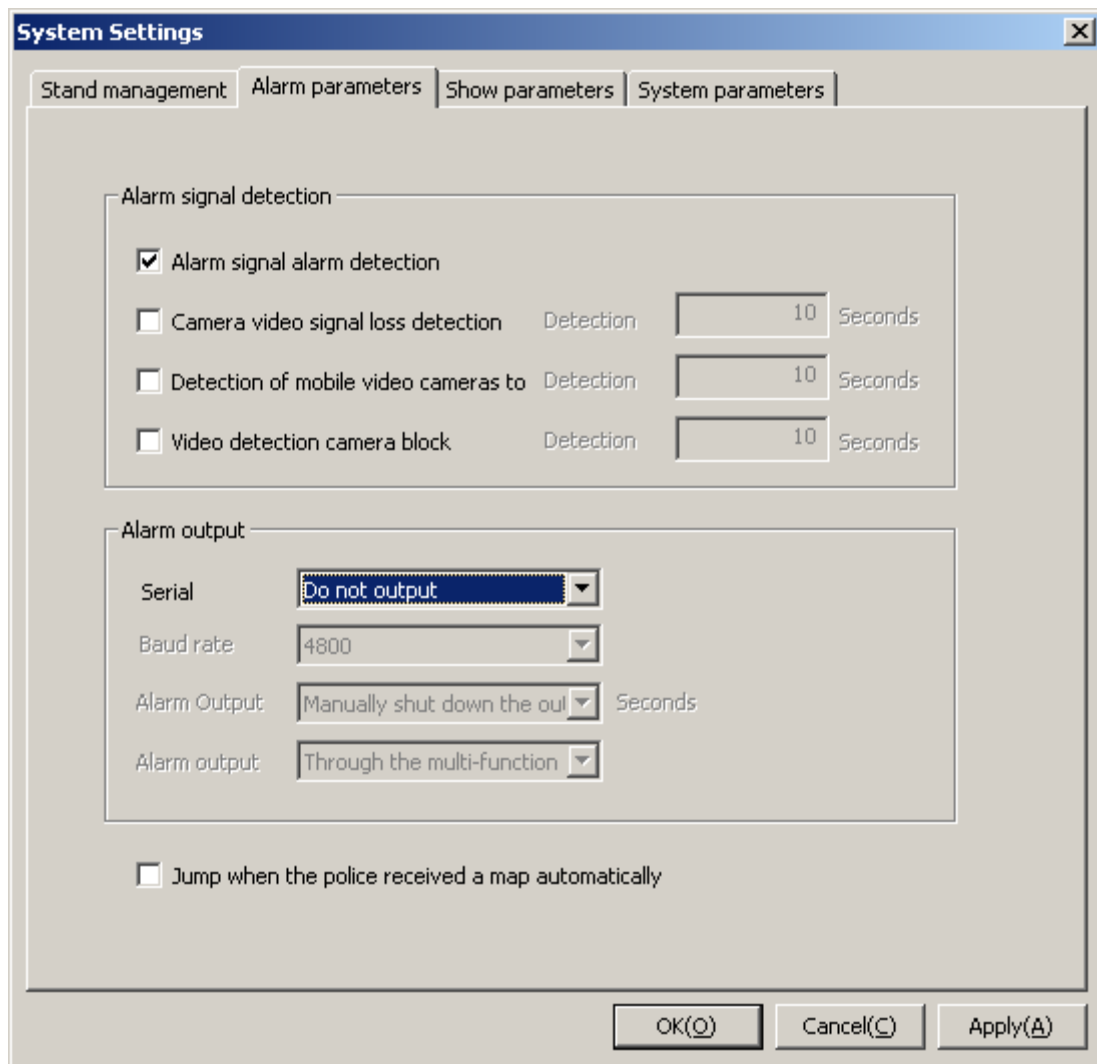 System Settings
Stand management Alarm parameters Show parameters System parameters
Alarm signal detection
Alarm signal alarm detection
Camera video signal loss detection Detection 10 Seconds
Detection of mobile video cameras to Detection 10 Seconds
Video detection camera block Detection 10 Seconds
Alarm output
Serial Do not output
Baud rate 4800
Alarm Output Manually shut down the out Seconds
Alarm output Through the multi-function
Jump when the police received a map automatically
OK(O) Cancel(C) Apply(A)